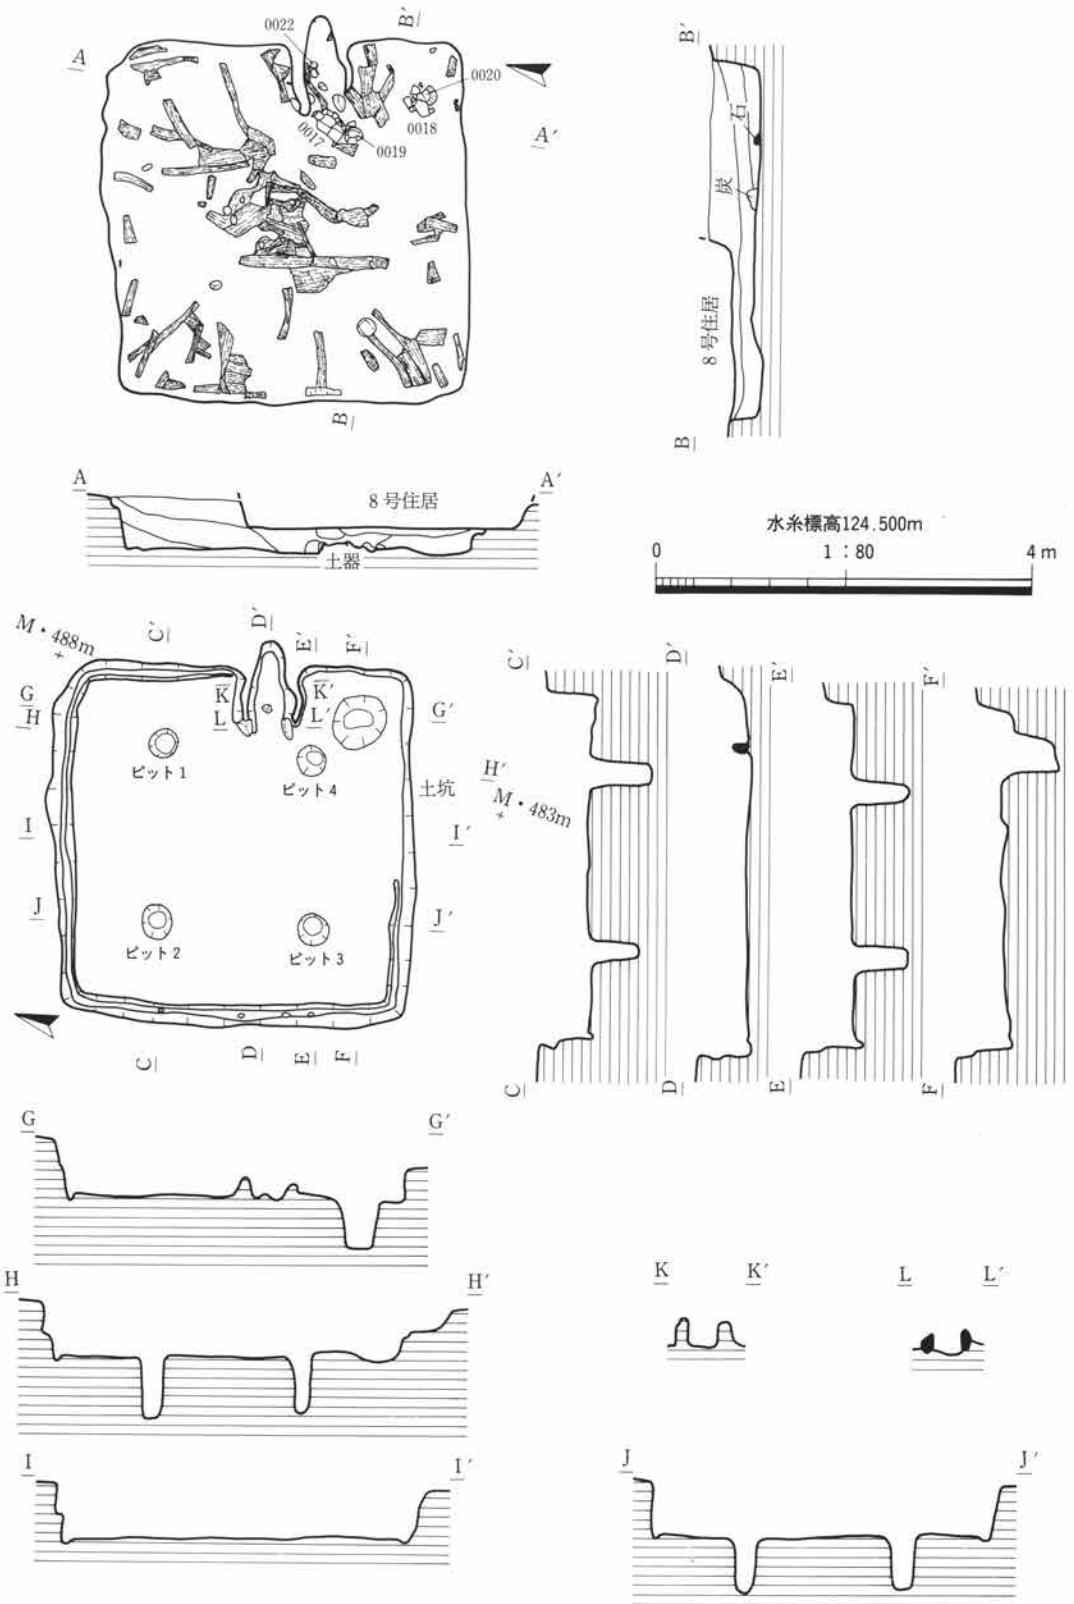 B′
0022
A
0020
0018
A′
0017
0019
B
B′
石
炭
8号住居
B
A
8号住居
A′
土器
水糸標高124.500m
0 1:80 4m
M・488m
+
C′
D′
E′
F′
G
H
K
K′
L
L′
G′
ピット1
ピット4
土坑
H′
M・483m
+
I
I′
J
J′
ピット2
ピット3
C
D
E
F
C′
D′
E′
F′
C
D
E
F
G
G′
H
H′
K
K′
L
L′
I
I′
J
J′